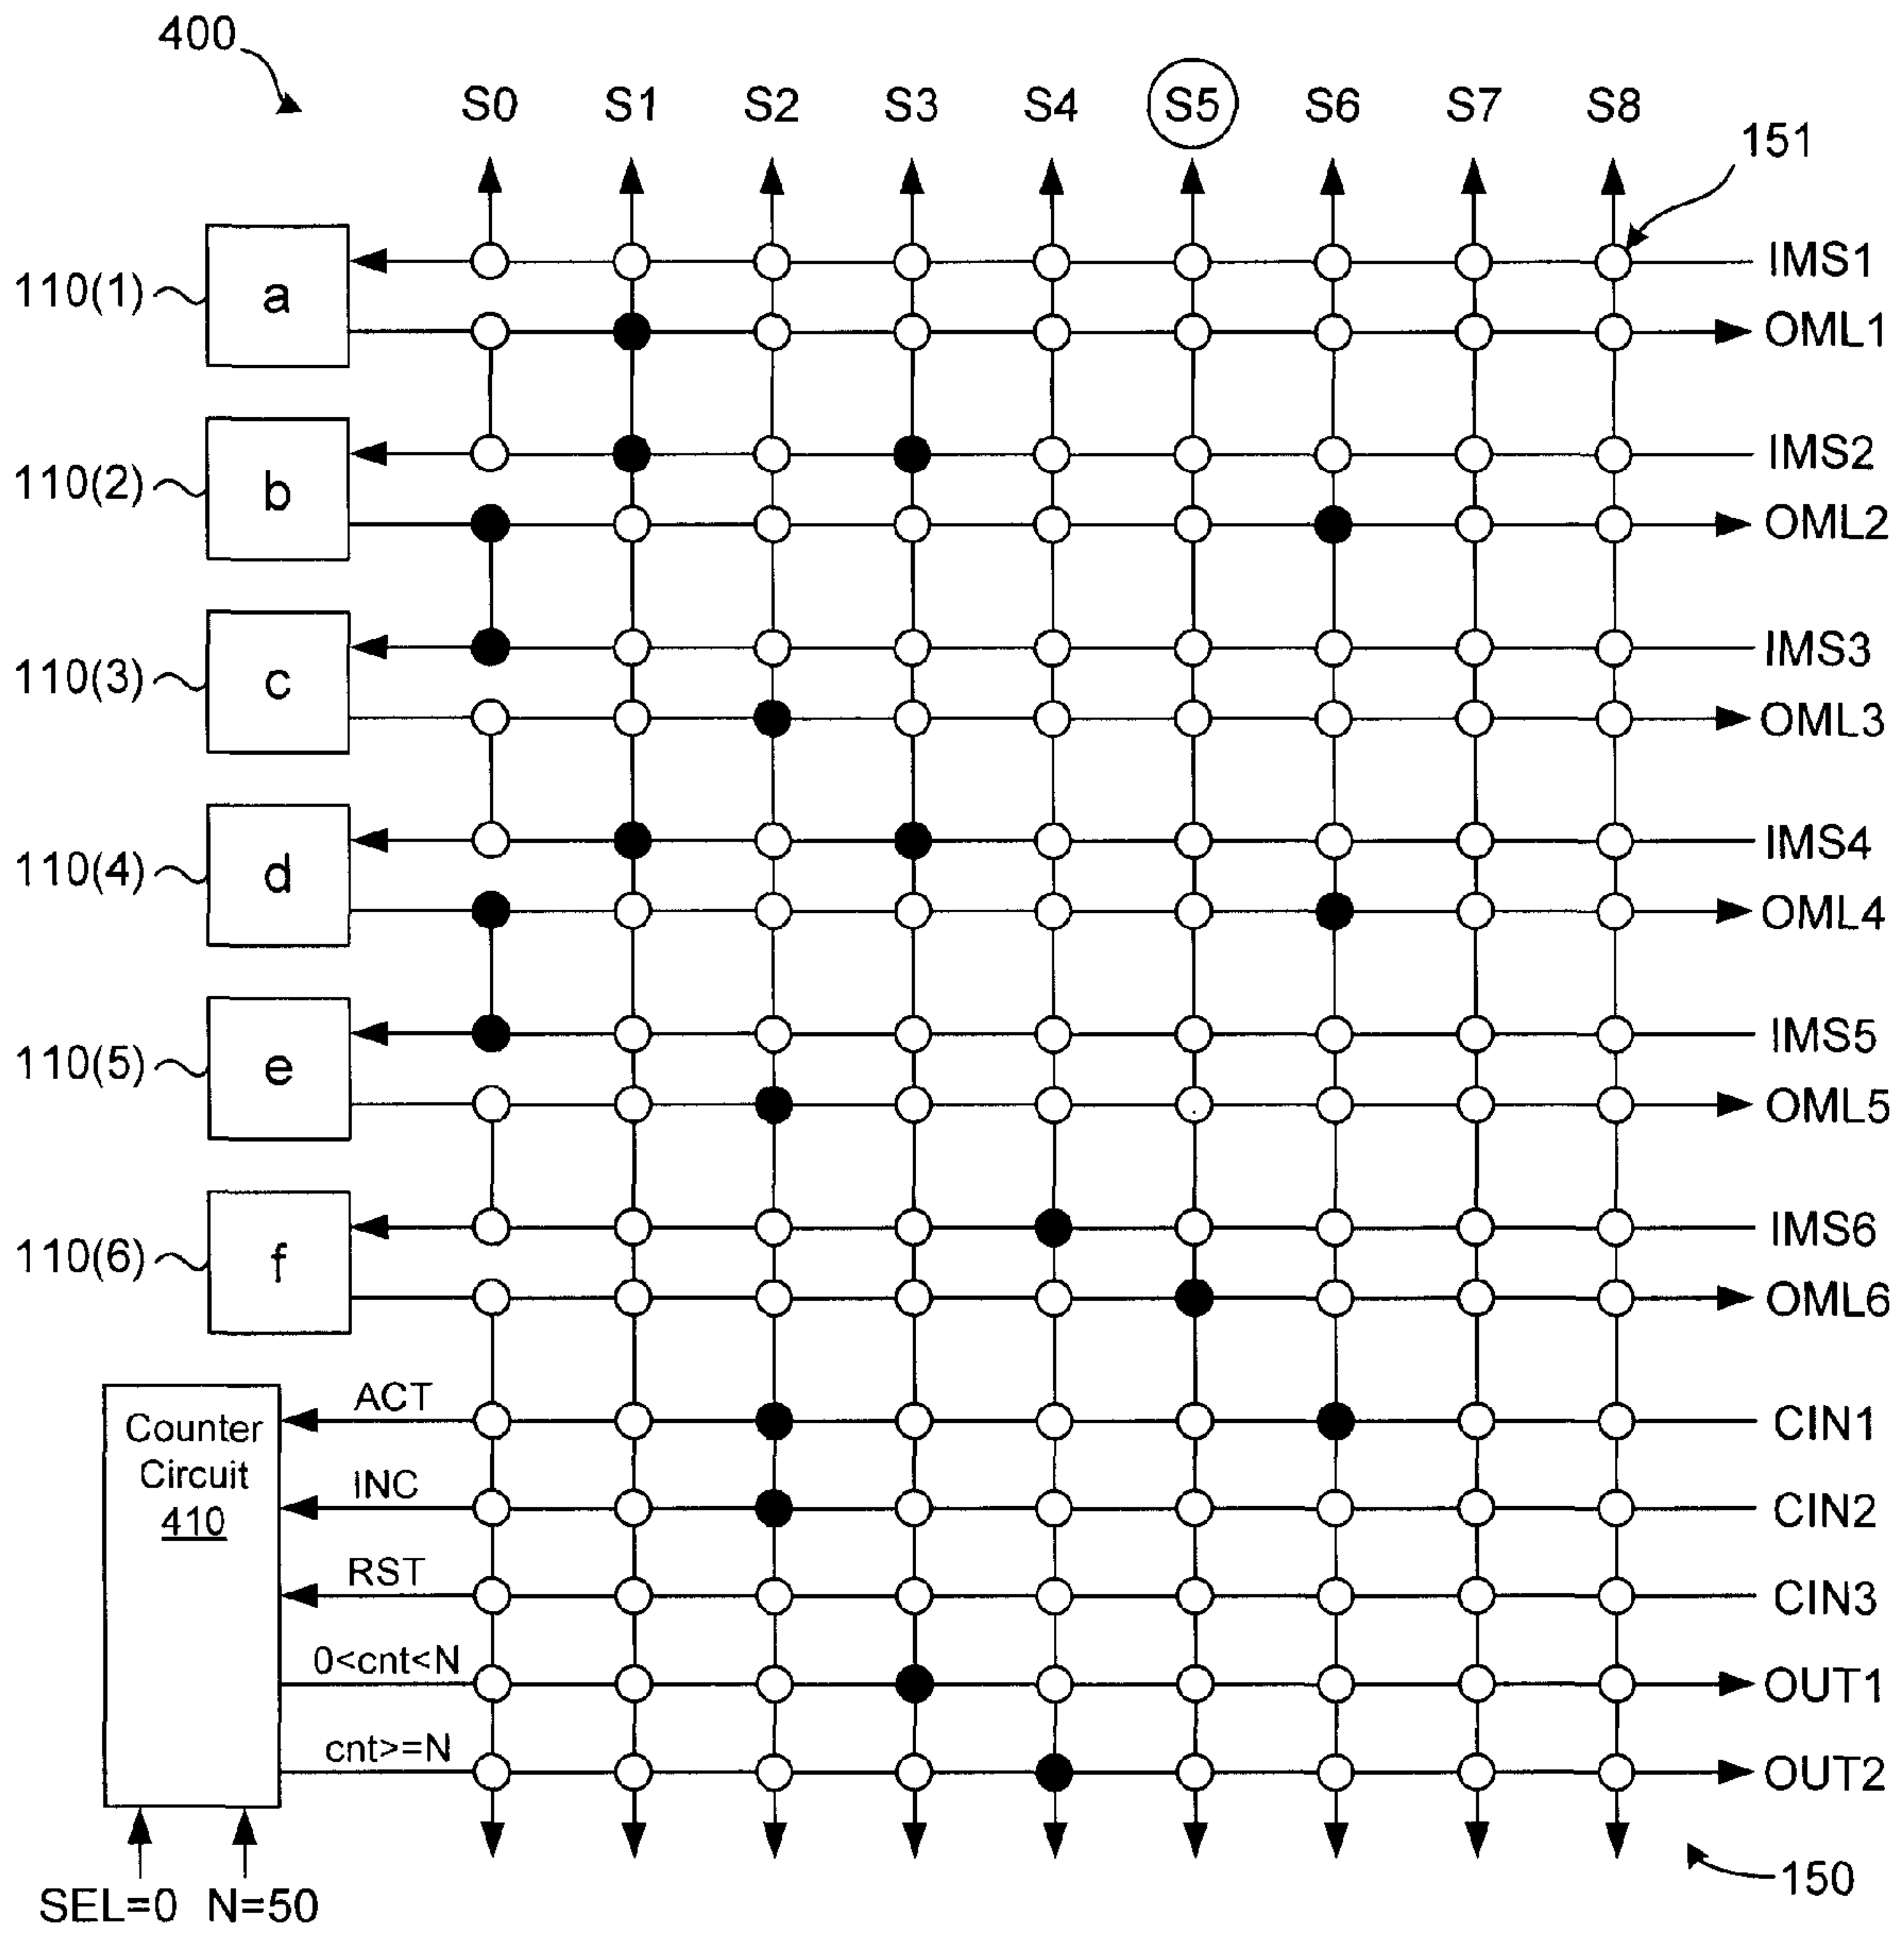 400
S0 S1 S2 S3 S4 S5 S6 S7 S8
151
IMS1
110(1) a
OML1
IMS2
110(2) b
OML2
IMS3
110(3) c
OML3
IMS4
110(4) d
OML4
IMS5
110(5) e
OML5
IMS6
110(6) f
OML6
ACT CIN1
Counter
Circuit
410
INC CIN2
RST CIN3
0<cnt<N OUT1
cnt>=N OUT2
150
SEL=0 N=50